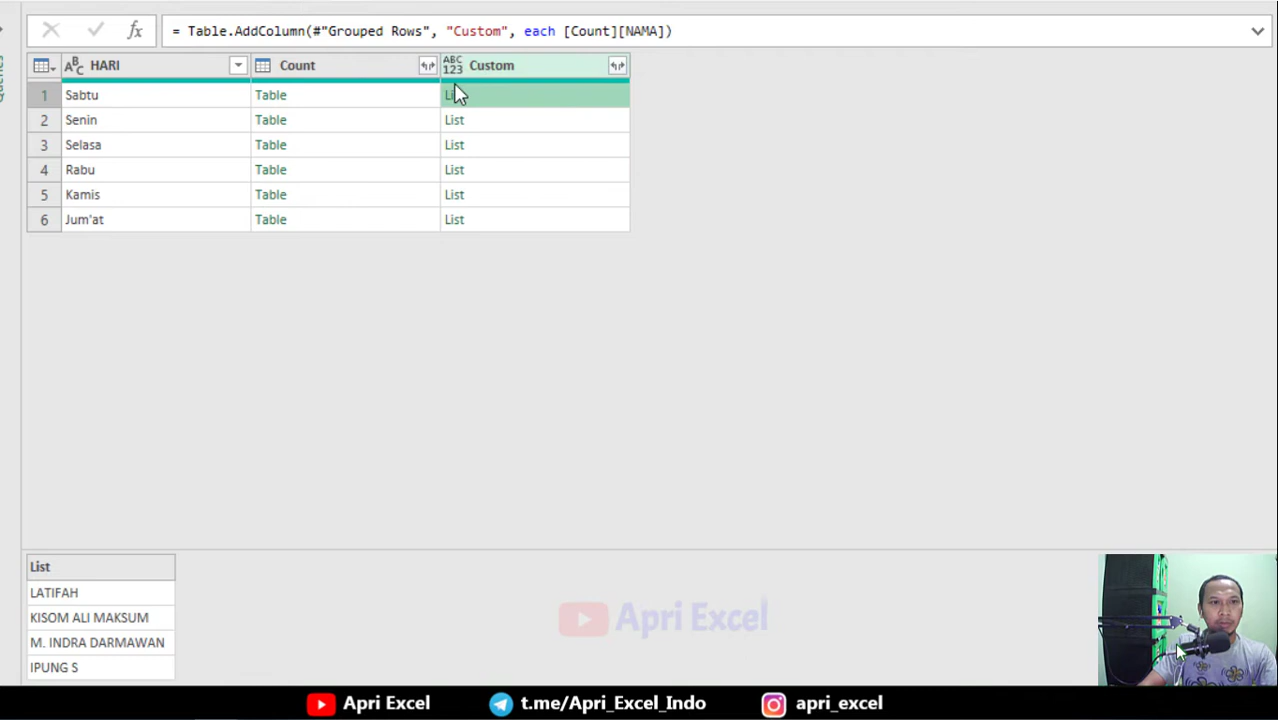 = Table.AddColumn(#"Grouped Rows", "Custom", each [Count][NAMA])
HARI Count Custom
1 Sabtu Table
2 Senin Table List
3 Selasa Table List
4 Rabu Table List
5 Kamis Table List
6 Jum'at Table List
List
LATIFAH
KISOM ALI MAKSUM
M. INDRA DARMAWAN
IPUNG S
Apri Excel
Apri Excel t.me/Apri_Excel_Indo apri_excel
Queries